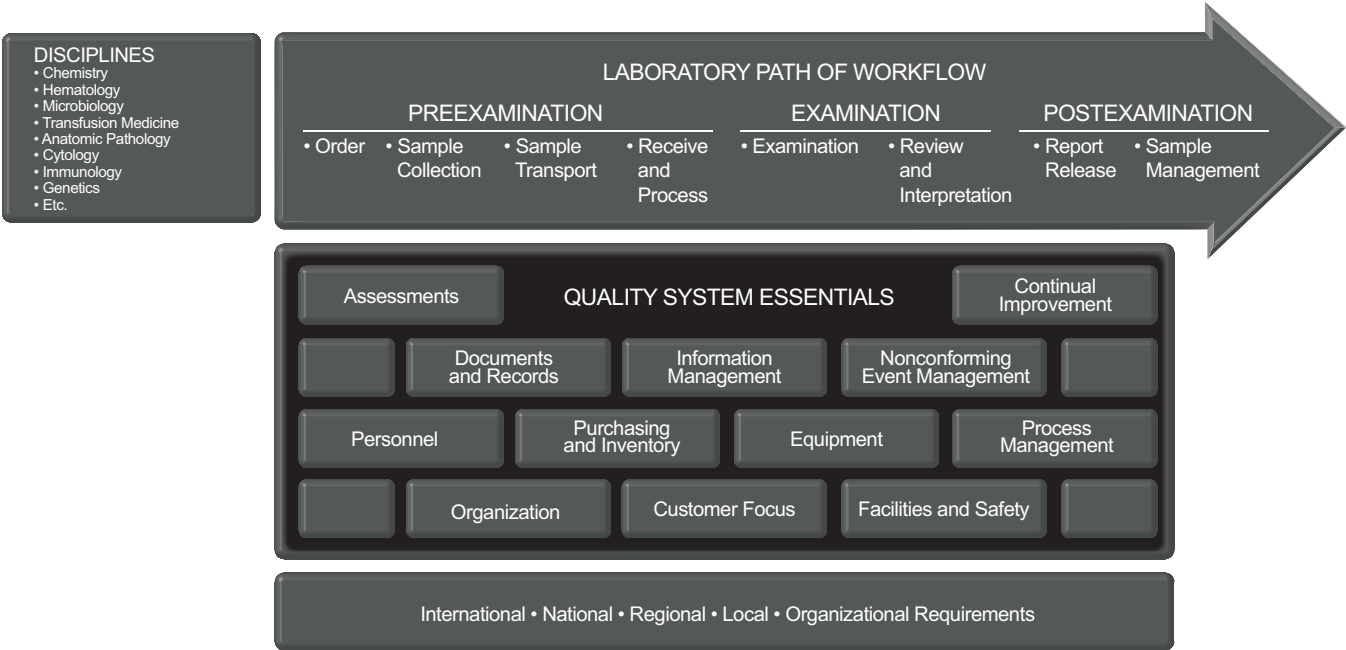 DISCIPLINES
• Chemistry
• Hematology
• Microbiology
• Transfusion Medicine
• Anatomic Pathology
• Cytology
• Immunology
• Genetics
• Etc.
LABORATORY PATH OF WORKFLOW
PREEXAMINATION
• Order
• Sample
Collection
• Sample
Transport
• Receive
and
Process
EXAMINATION
• Examination
• Review
and
Interpretation
POSTEXAMINATION
• Report
Release
• Sample
Management
Assessments
QUALITY SYSTEM ESSENTIALS
Continual
Improvement
Documents
and Records
Information
Management
Nonconforming
Event Management
Personnel
Purchasing
and Inventory
Equipment
Process
Management
Organization
Customer Focus
Facilities and Safety
International • National • Regional • Local • Organizational Requirements